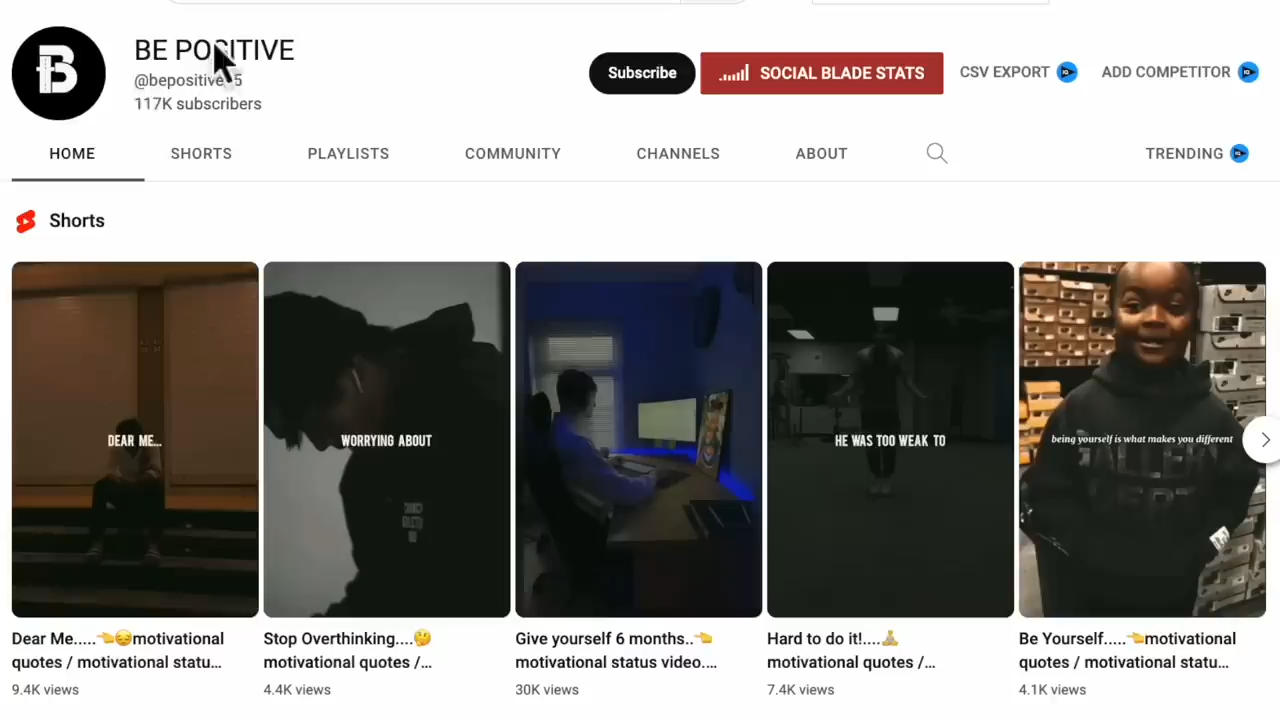 BE POSITIVE
117K subscribers
Subscribe
SOCIAL BLADE STATS
CSV EXPORT
ADD COMPETITOR
HOME
SHORTS
PLAYLISTS
COMMUNITY
CHANNELS
ABOUT
TRENDING
Shorts
DEAR ME...
WORRYING ABOUT
HE WAS TOO WEAK TO
being yourself is what makes you different
Dear Me.....👈😔motivational
quotes / motivational statu...
9.4K views
Stop Overthinking....🤔
motivational quotes /...
4.4K views
Give yourself 6 months..👈
motivational status video....
30K views
Hard to do it!....🧘
motivational quotes /...
7.4K views
Be Yourself.....👈motivational
quotes / motivational statu...
4.1K views